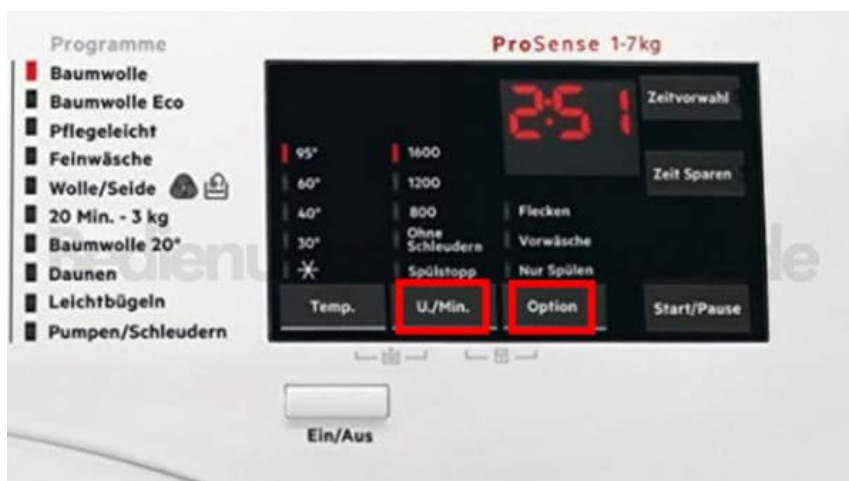 Programme
Baumwolle
Baumwolle Eco
Pflegeleicht
Feinwäsche
Wolle/Seide
20 Min. - 3 kg
Baumwolle 20°
Daunen
Leichtbügeln
Pumpen/Schleudern
ProSense 1-7kg
2:51
Zeitvorwahl
Zeit Sparen
95°
60°
40°
30°
1600
1200
800
Ohne
Schleudern
Spülstopp
Flecken
Vorwäsche
Nur Spülen
Temp.
U./Min.
Option
Start/Pause
Ein/Aus